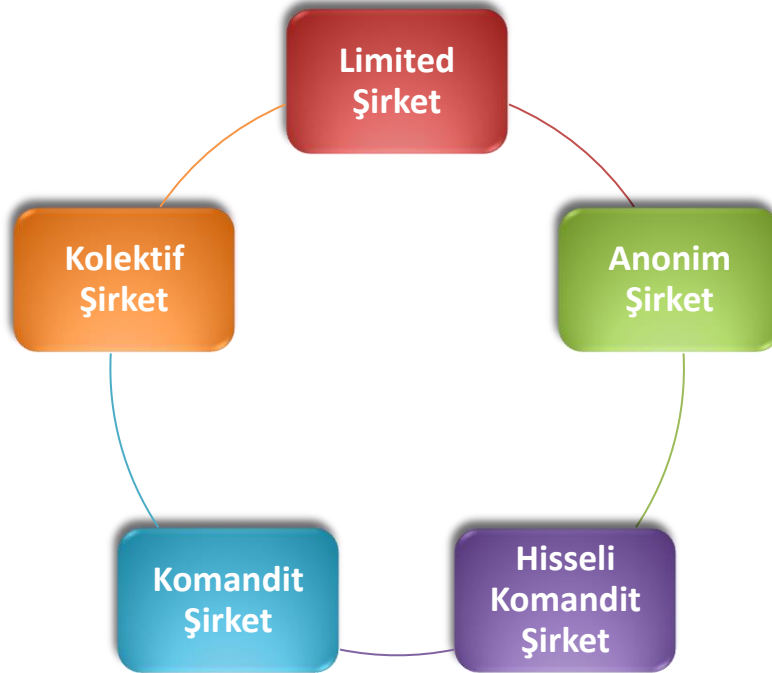 Limited
Şirket
Anonim
Şirket
Hisseli
Komandit
Şirket
Komandit
Şirket
Kolektif
Şirket